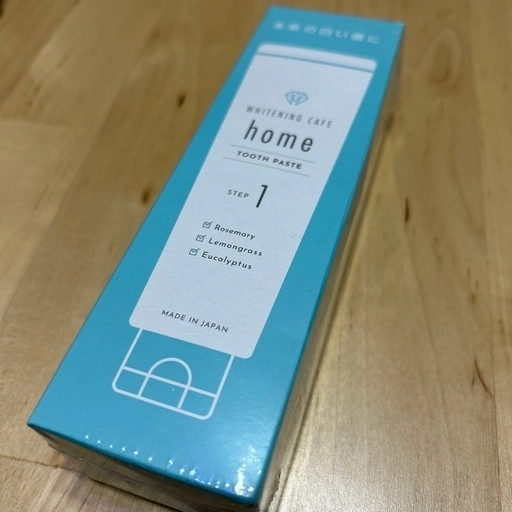 本来の白い歯に
WHITENING CAFE
home
TOOTH PASTE
STEP 1
Rosemary
Lemongrass
Eucalyptus
MADE IN JAPAN